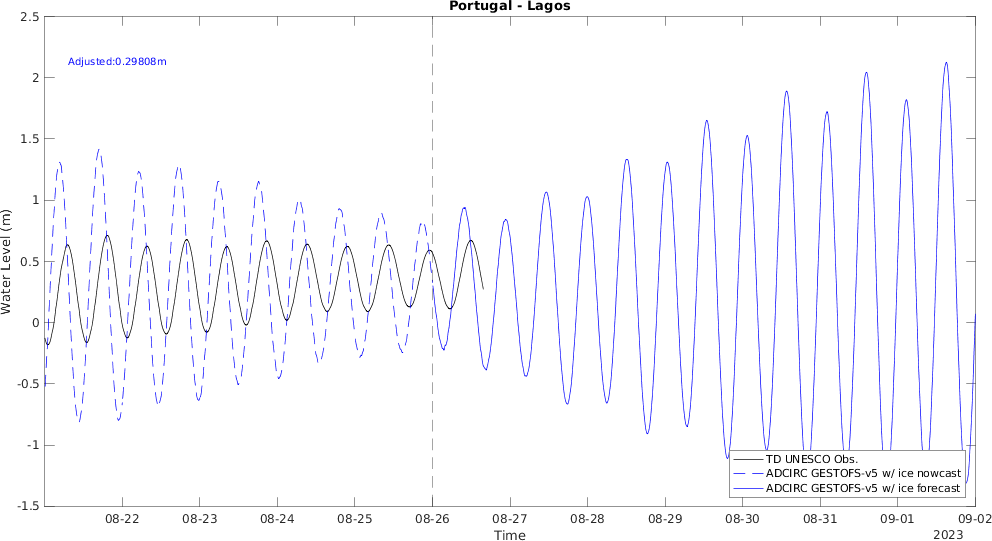 Portugal - Lagos
Adjusted:0.29808m
2.5
2
1.5
1
0.5
0
-0.5
-1
-1.5
Water Level (m)
TD UNESCO Obs.
ADCIRC GESTOFS-v5 w/ ice nowcast
ADCIRC GESTOFS-v5 w/ ice forecast
08-22 08-23 08-24 08-25 08-26 08-27 08-28 08-29 08-30 08-31 09-01 09-02
Time
2023